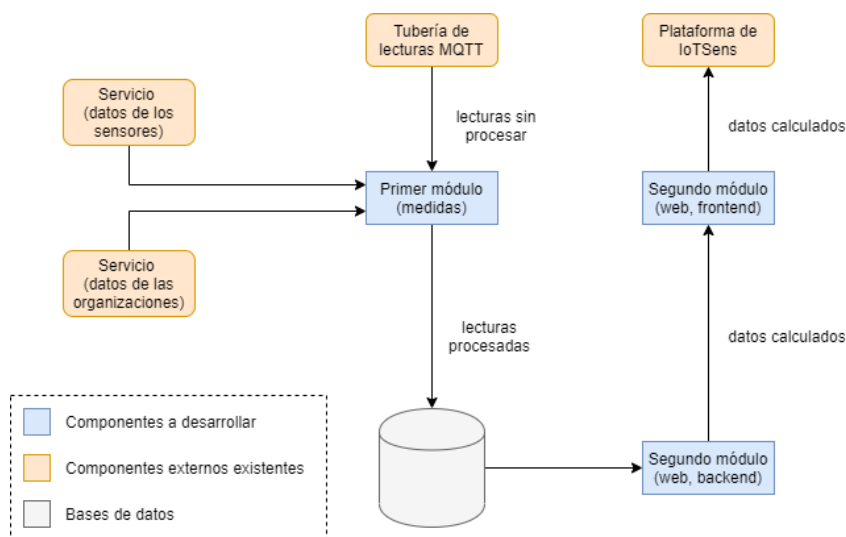 Tubería de
lecturas MQTT
Plataforma de
IoTSens
Servicio
(datos de los
sensores)
lecturas sin
procesar
datos calculados
Primer módulo
(medidas)
Segundo módulo
(web, frontend)
Servicio
(datos de las
organizaciones)
lecturas
procesadas
datos calculados
Componentes a desarrollar
Componentes externos existentes
Bases de datos
Segundo módulo
(web, backend)